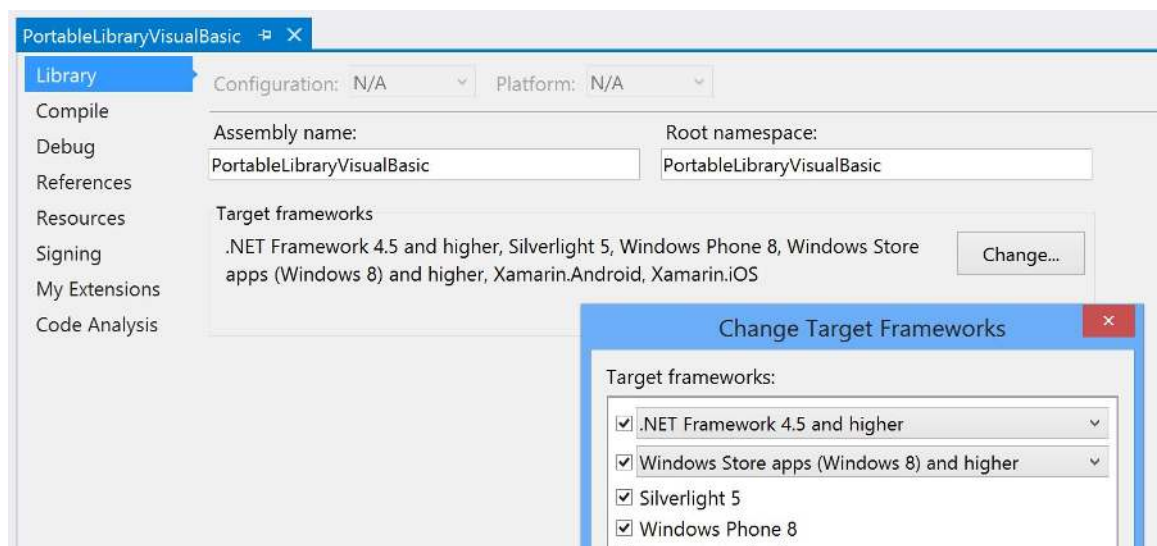 PortableLibraryVisualBasic
Library
Configuration: N/A Platform: N/A
Compile
Debug
References
Resources
Signing
My Extensions
Code Analysis
Assembly name: Root namespace:
PortableLibraryVisualBasic PortableLibraryVisualBasic
Target frameworks
.NET Framework 4.5 and higher, Silverlight 5, Windows Phone 8, Windows Store
apps (Windows 8) and higher, Xamarin.Android, Xamarin.iOS
Change...
Change Target Frameworks
Target frameworks:
.NET Framework 4.5 and higher
Windows Store apps (Windows 8) and higher
Silverlight 5
Windows Phone 8